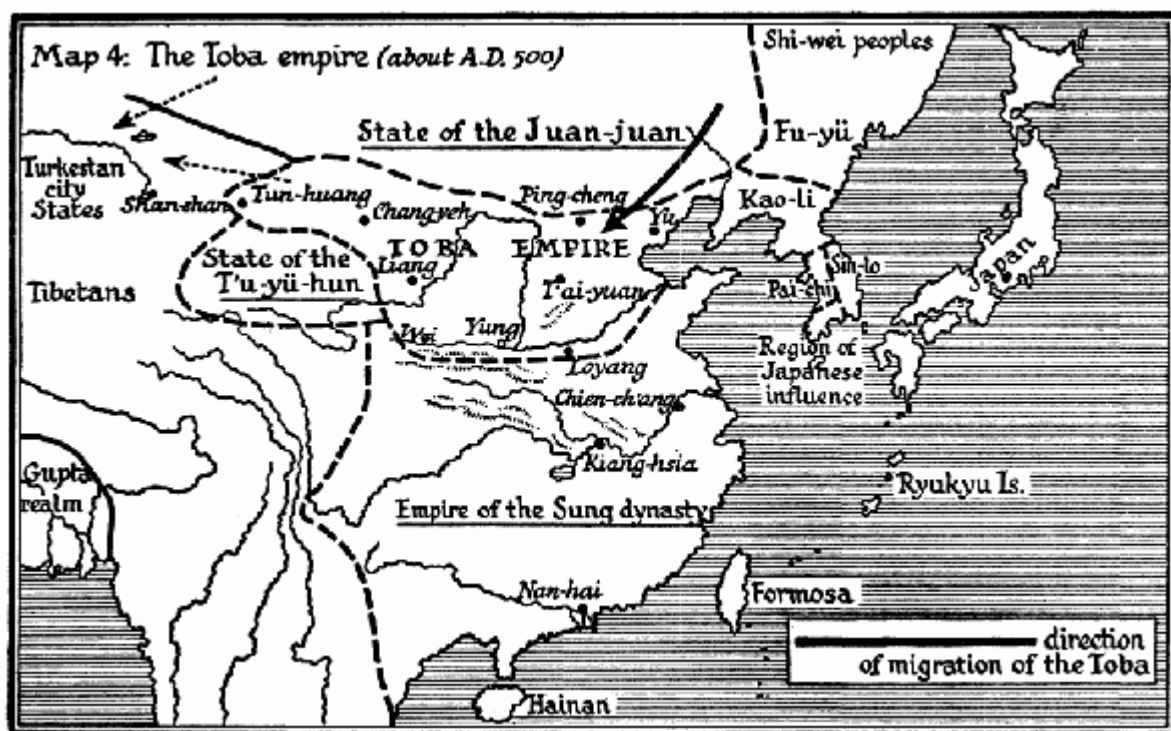 Map 4: The Toba empire (about A.D. 500)
Shi-wei peoples
State of the Juan-juan
Fu-yü
Turkestan
city
States
Shan-shan
Tun-huang
Chang-yeh
Ping-cheng
Yü
Kao-li
TOBA EMPIRE
State of the
T'u-yü-hun
Liang
T'ai-yuan
Sin-lo
Pai-chi
Japan
Tibetans
Wei
Yung
Loyang
Region of
Japanese
influence
Chien-ch'ang
Gupta
realm
Kiang-hsia
Ryukyu Is.
Empire of the Sung dynasty
Nan-hai
Formosa
Hainan
direction
of migration of the Toba